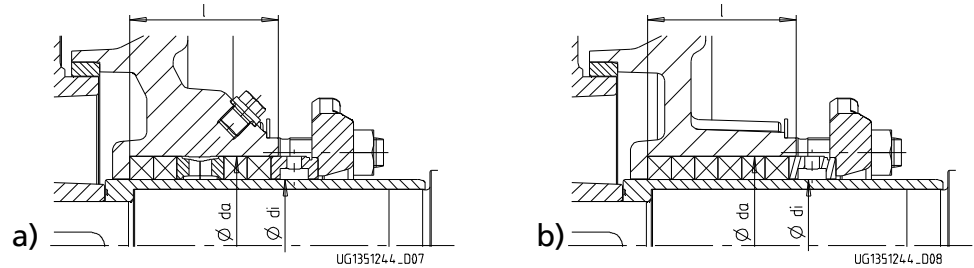 l
l
Ø da
Ø di
Ø da
Ø di
a)
UG1351244_D07
b)
UG1351244_D08